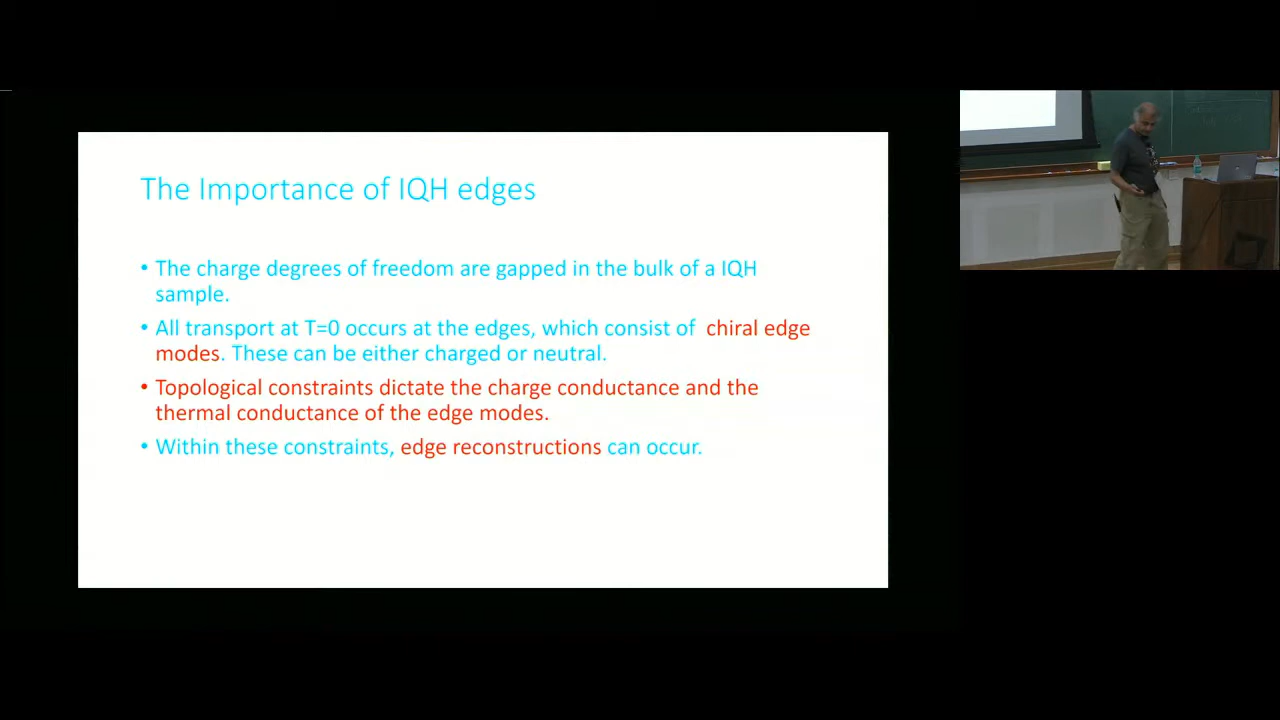 The Importance of IQH edges
• The charge degrees of freedom are gapped in the bulk of a IQH
sample.
• All transport at T=0 occurs at the edges, which consist of chiral edge
modes. These can be either charged or neutral.
• Topological constraints dictate the charge conductance and the
thermal conductance of the edge modes.
• Within these constraints, edge reconstructions can occur.